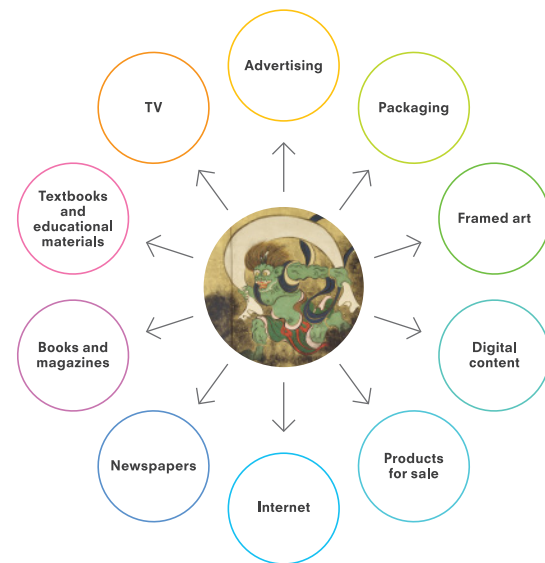 Advertising
TV
Packaging
Textbooks and
educational
materials
Framed art
Books and
magazines
Digital
content
Newspapers
Products
for sale
Internet